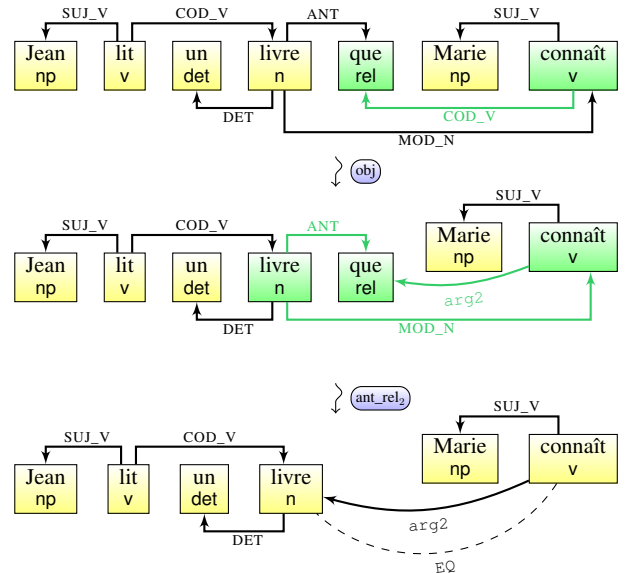 SUJ_V COD_V ANT SUJ_V
Jean lit un livre que Marie connaît
np v det n rel np v
COD_V
DET
MOD_N
obj
SUJ_V
SUJ_V COD_V ANT
Marie connaît
Jean lit un livre que
np v
np v det n rel
arg2
DET MOD_N
ant_rel₂
SUJ_V
SUJ_V COD_V
Marie connaît
Jean lit un livre
np v
np v det n
arg2
DET
EQ